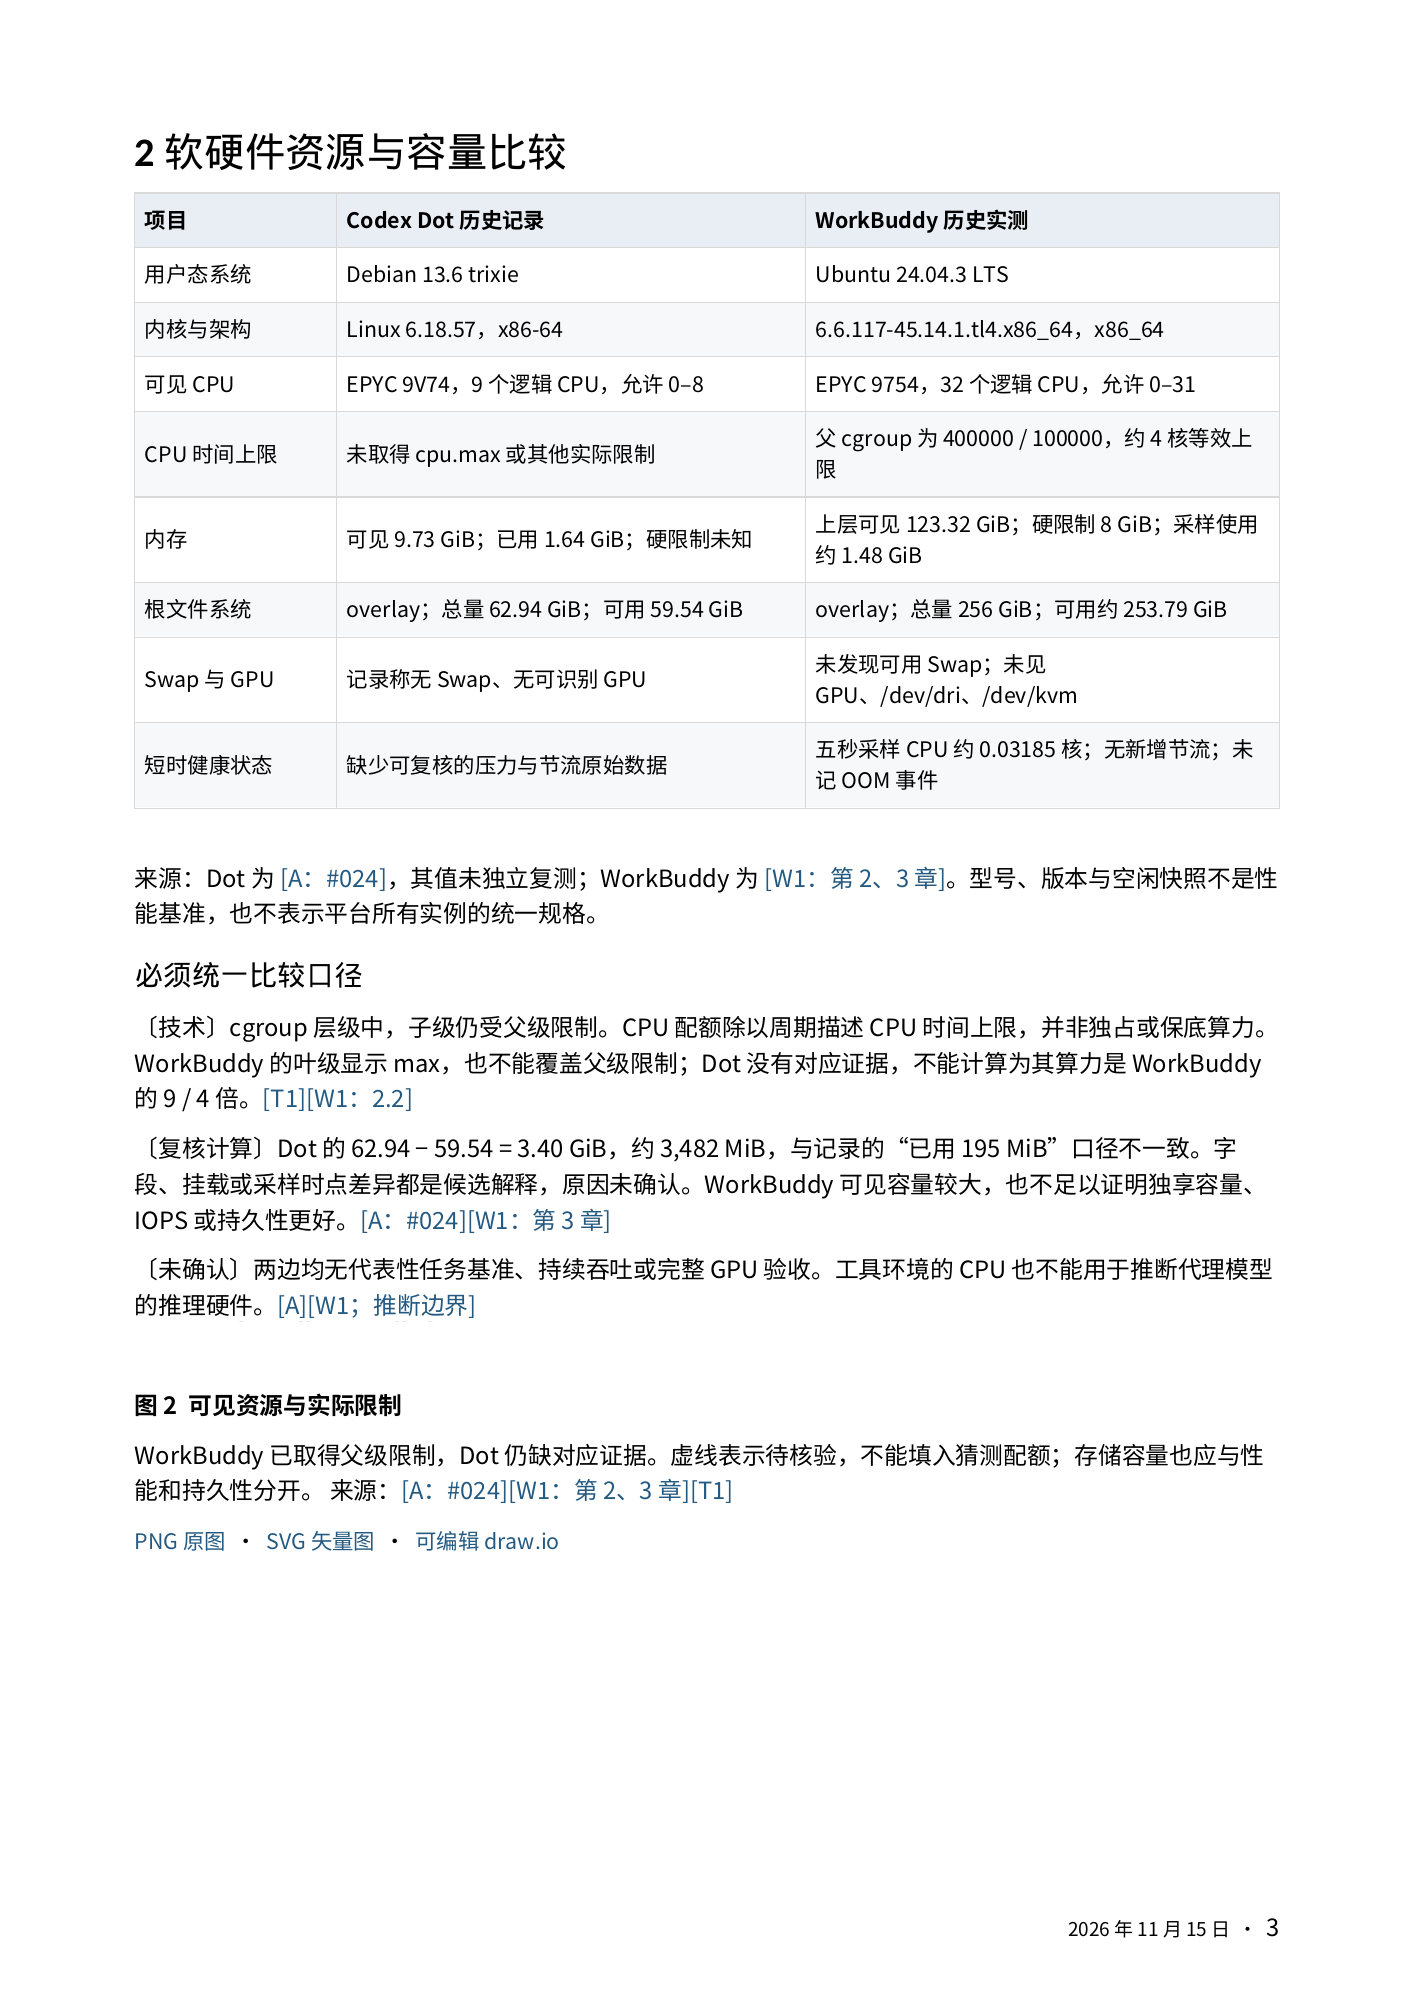 2 软硬件资源与容量比较
项目 Codex Dot 历史记录 WorkBuddy 历史实测
用户态系统 Debian 13.6 trixie Ubuntu 24.04.3 LTS
内核与架构 Linux 6.18.57，x86-64 6.6.117-45.14.1.tl4.x86_64，x86_64
可见 CPU EPYC 9V74，9 个逻辑 CPU，允许 0–8 EPYC 9754，32 个逻辑 CPU，允许 0–31
CPU 时间上限 未取得 cpu.max 或其他实际限制 父 cgroup 为 400000 / 100000，约 4 核等效上
限
内存 可见 9.73 GiB；已用 1.64 GiB；硬限制未知 上层可见 123.32 GiB；硬限制 8 GiB；采样使用
约 1.48 GiB
根文件系统 overlay；总量 62.94 GiB；可用 59.54 GiB overlay；总量 256 GiB；可用约 253.79 GiB
Swap 与 GPU 记录称无 Swap、无可识别 GPU 未发现可用 Swap；未见
GPU、/dev/dri、/dev/kvm
短时健康状态 缺少可复核的压力与节流原始数据 五秒采样 CPU 约 0.03185 核；无新增节流；未
记 OOM 事件
来源：Dot 为 [A：#024]，其值未独立复测；WorkBuddy 为 [W1：第 2、3 章]。型号、版本与空闲快照不是性
能基准，也不表示平台所有实例的统一规格。
必须统一比较口径
〔技术〕cgroup 层级中，子级仍受父级限制。CPU 配额除以周期描述 CPU 时间上限，并非独占或保底算力。
WorkBuddy 的叶级显示 max，也不能覆盖父级限制；Dot 没有对应证据，不能计算为其算力是 WorkBuddy
的 9 / 4 倍。[T1][W1：2.2]
〔复核计算〕Dot 的 62.94 − 59.54 = 3.40 GiB，约 3,482 MiB，与记录的“已用 195 MiB”口径不一致。字
段、挂载或采样时点差异都是候选解释，原因未确认。WorkBuddy 可见容量较大，也不足以证明独享容量、
IOPS 或持久性更好。[A：#024][W1：第 3 章]
〔未确认〕两边均无代表性任务基准、持续吞吐或完整 GPU 验收。工具环境的 CPU 也不能用于推断代理模型
的推理硬件。[A][W1；推断边界]
图 2 可见资源与实际限制
WorkBuddy 已取得父级限制，Dot 仍缺对应证据。虚线表示待核验，不能填入猜测配额；存储容量也应与性
能和持久性分开。 来源：[A：#024][W1：第 2、3 章][T1]
PNG 原图 • SVG 矢量图 • 可编辑 draw.io
2026 年 11 月 15 日 • 3